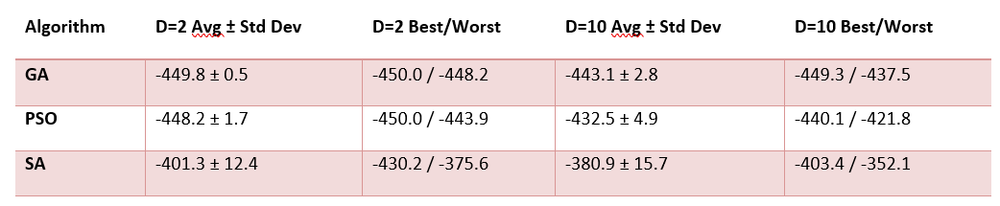 Algorithm D=2 Avg ± Std Dev D=2 Best/Worst D=10 Avg ± Std Dev D=10 Best/Worst
GA -449.8 ± 0.5 -450.0 / -448.2 -443.1 ± 2.8 -449.3 / -437.5
PSO -448.2 ± 1.7 -450.0 / -443.9 -432.5 ± 4.9 -440.1 / -421.8
SA -401.3 ± 12.4 -430.2 / -375.6 -380.9 ± 15.7 -403.4 / -352.1